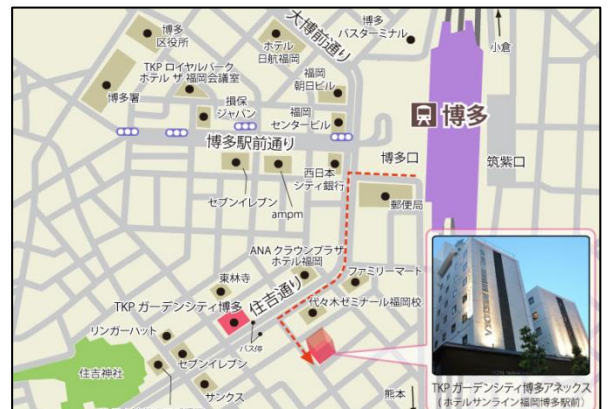 博多
区役所
大博前通り
ホテル
日航福岡
博多
バスターミナル
小倉
TKP ロイヤルパーク
ホテル ザ 福岡会議室
福岡
朝日ビル
博多署
損保
ジャパン
福岡
センタービル
博多
博多駅前通り
博多口
筑紫口
西日本
シティ銀行
セブンイレブン
ampm
郵便局
ANA クラウンプラザ
ホテル福岡
ファミリーマート
東林寺
住吉通り
代々木ゼミナール福岡校
TKP ガーデンシティ博多
リンガーハット
バス停
セブンイレブン
住吉神社
サンクス
熊本
TKP ガーデンシティ博多アネックス
(ホテルサンライン福岡博多駅前)